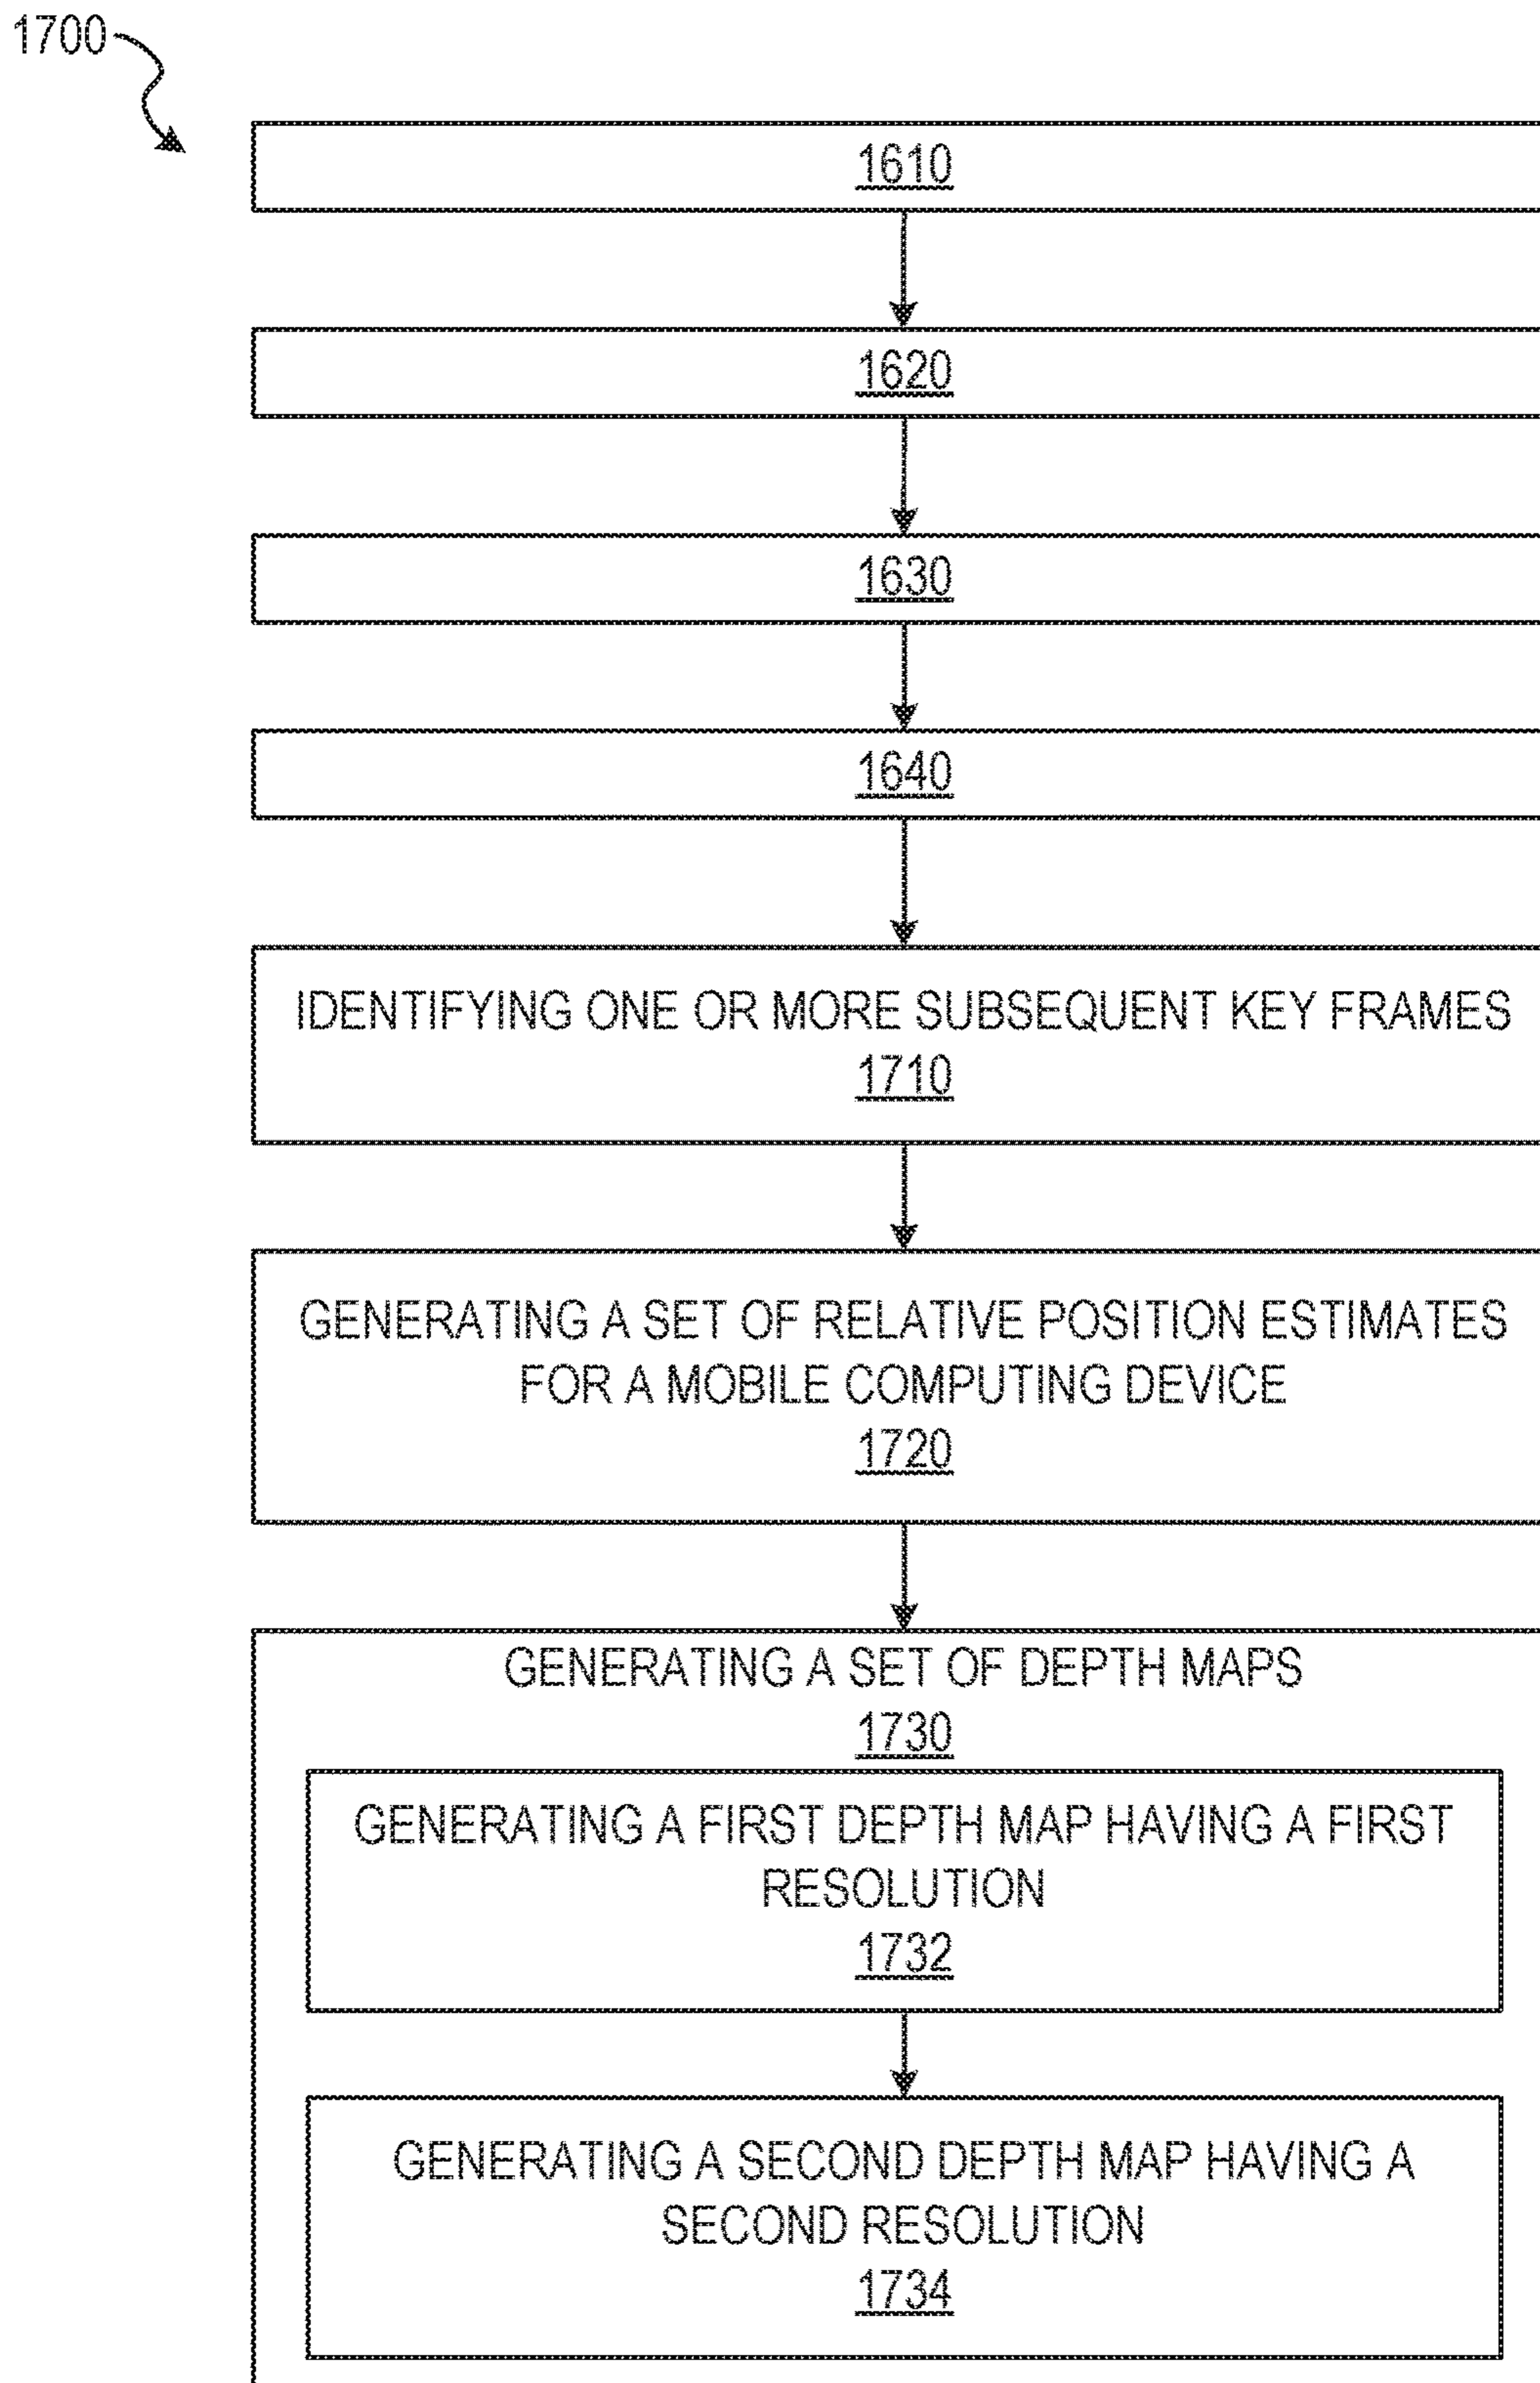 1700
1610
1620
1630
1640
IDENTIFYING ONE OR MORE SUBSEQUENT KEY FRAMES
1710
GENERATING A SET OF RELATIVE POSITION ESTIMATES
FOR A MOBILE COMPUTING DEVICE
1720
GENERATING A SET OF DEPTH MAPS
1730
GENERATING A FIRST DEPTH MAP HAVING A FIRST
RESOLUTION
1732
GENERATING A SECOND DEPTH MAP HAVING A
SECOND RESOLUTION
1734